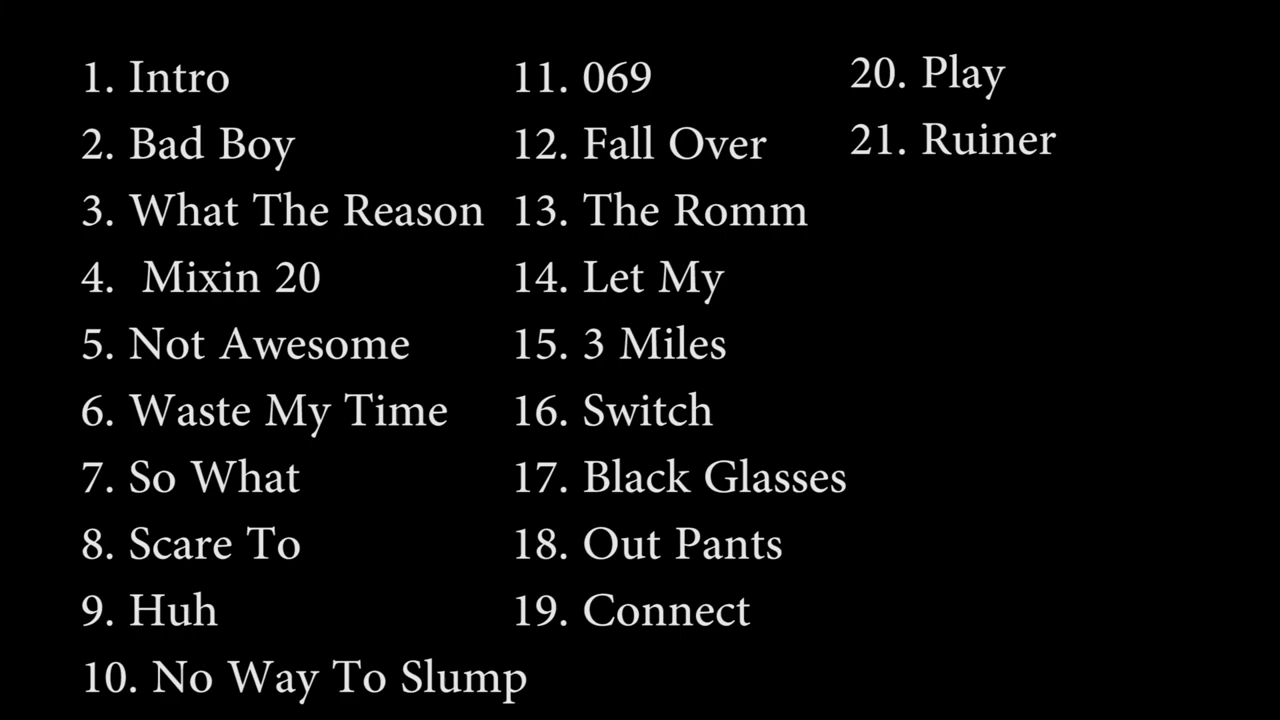 1. Intro
2. Bad Boy
3. What The Reason
4. Mixin 20
5. Not Awesome
6. Waste My Time
7. So What
8. Scare To
9. Huh
10. No Way To Slump
11. 069
12. Fall Over
13. The Romm
14. Let My
15. 3 Miles
16. Switch
17. Black Glasses
18. Out Pants
19. Connect
20. Play
21. Ruiner